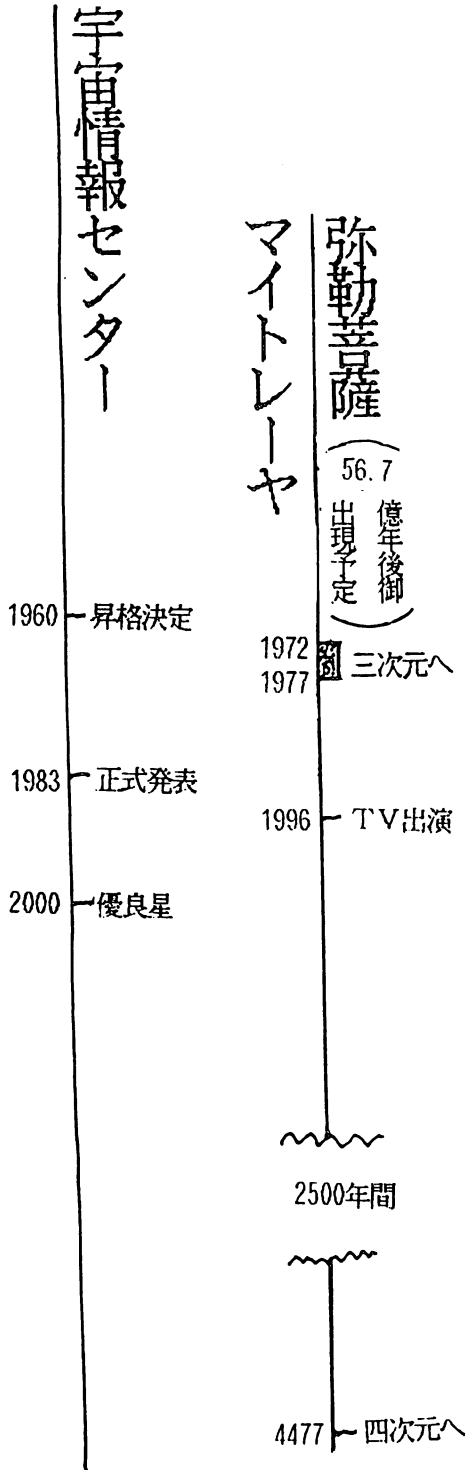 宇宙情報センター
1960 昇格決定
1983 正式発表
2000 優良星
弥勒菩薩
マイトレーヤ
(56.7
億年後御
出現予定)
1972
1977
三次元へ
1996 TV出演
2500年間
4477 四次元へ